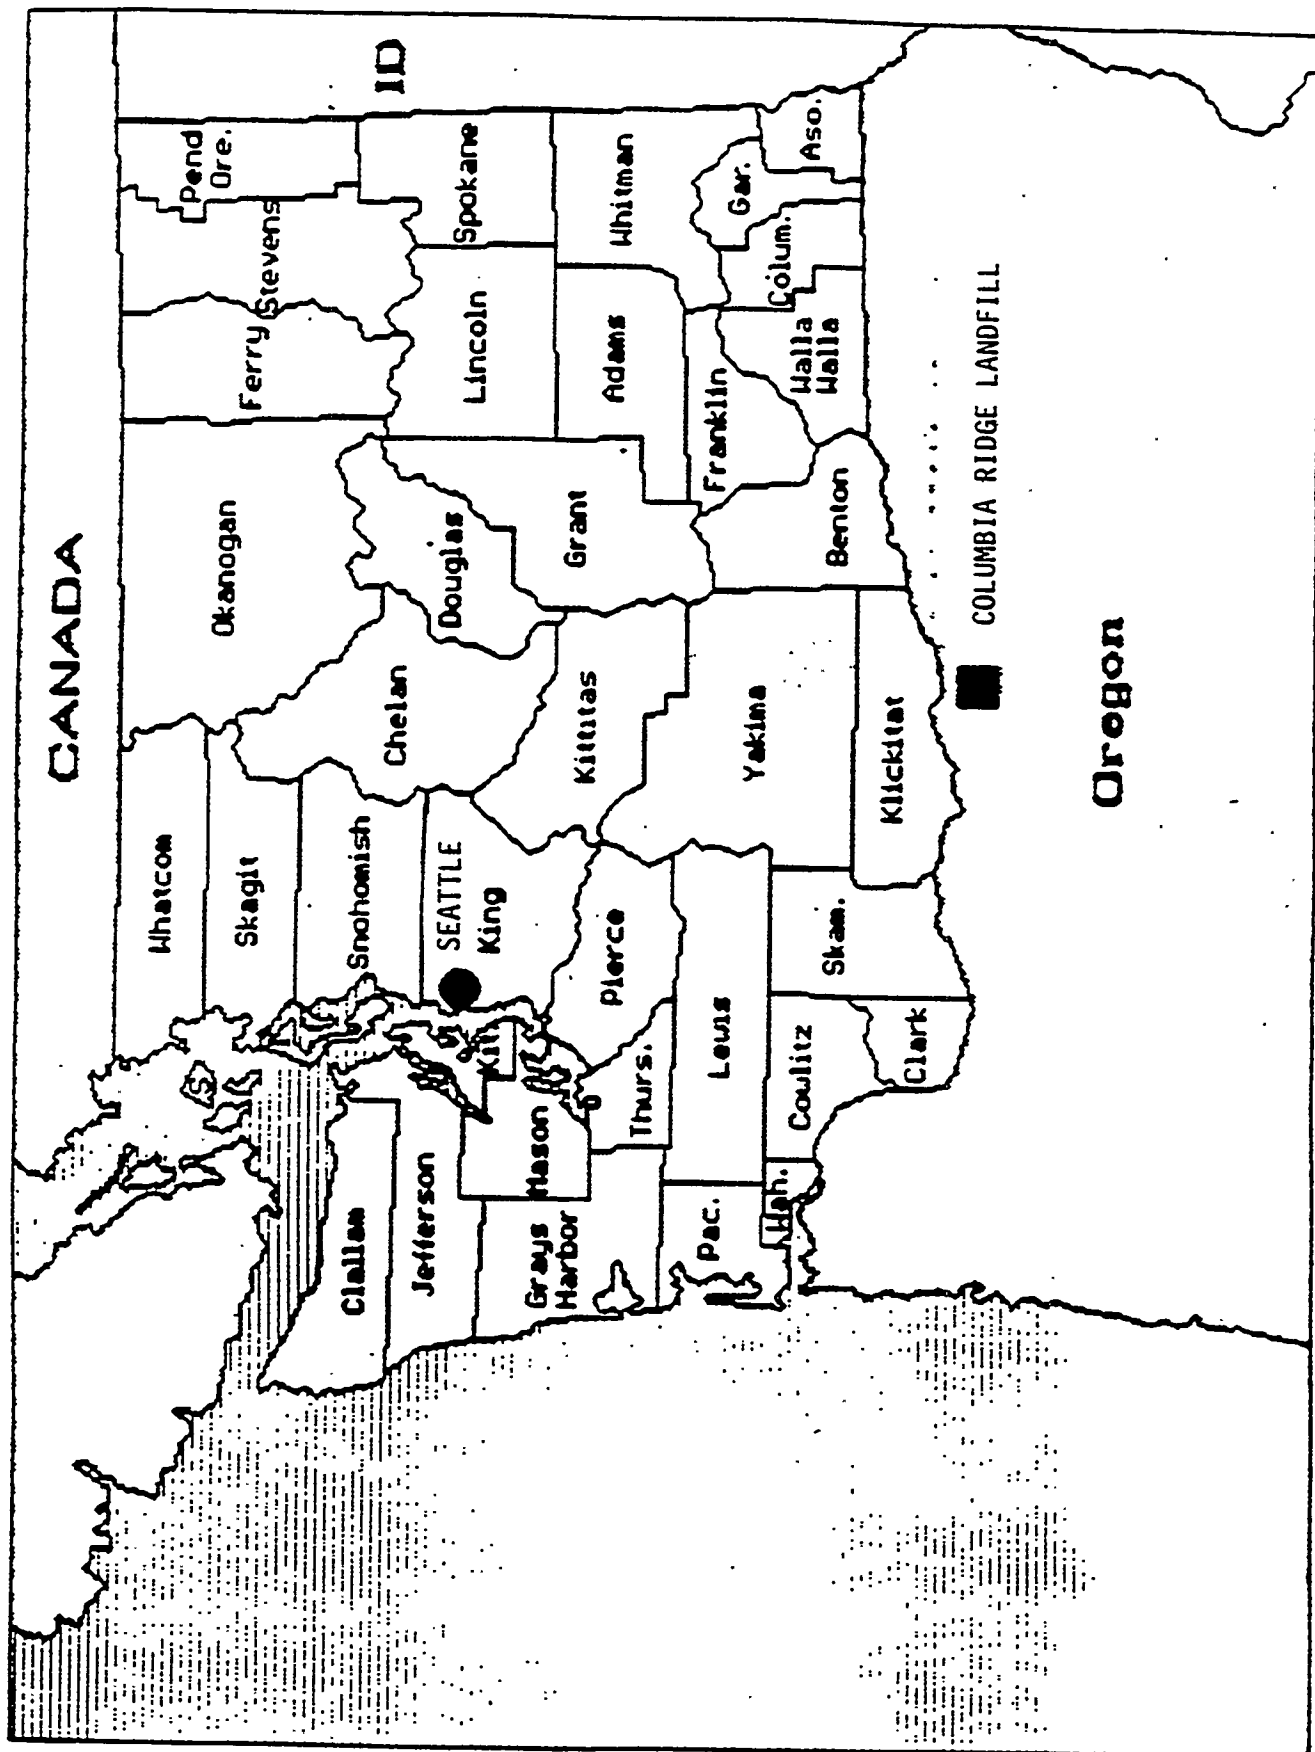 CANADA
ID
Whatcom
Okanogan
Ferry
Stevens
Pend
Ore.
Skagit
Snohomish
Chelan
Douglas
Lincoln
Spokane
SEATTLE
King
Kit
Clallam
Jefferson
Mason
Grays
Harbor
Kittitas
Grant
Adams
Whitman
Pierce
Thurs.
Lewis
Pac.
Wah.
Yakima
Franklin
Benton
Walla
Walla
Colum.
Gar.
Aso.
Cowlitz
Skam.
Clark
Klickitat
COLUMBIA RIDGE LANDFILL
Oregon